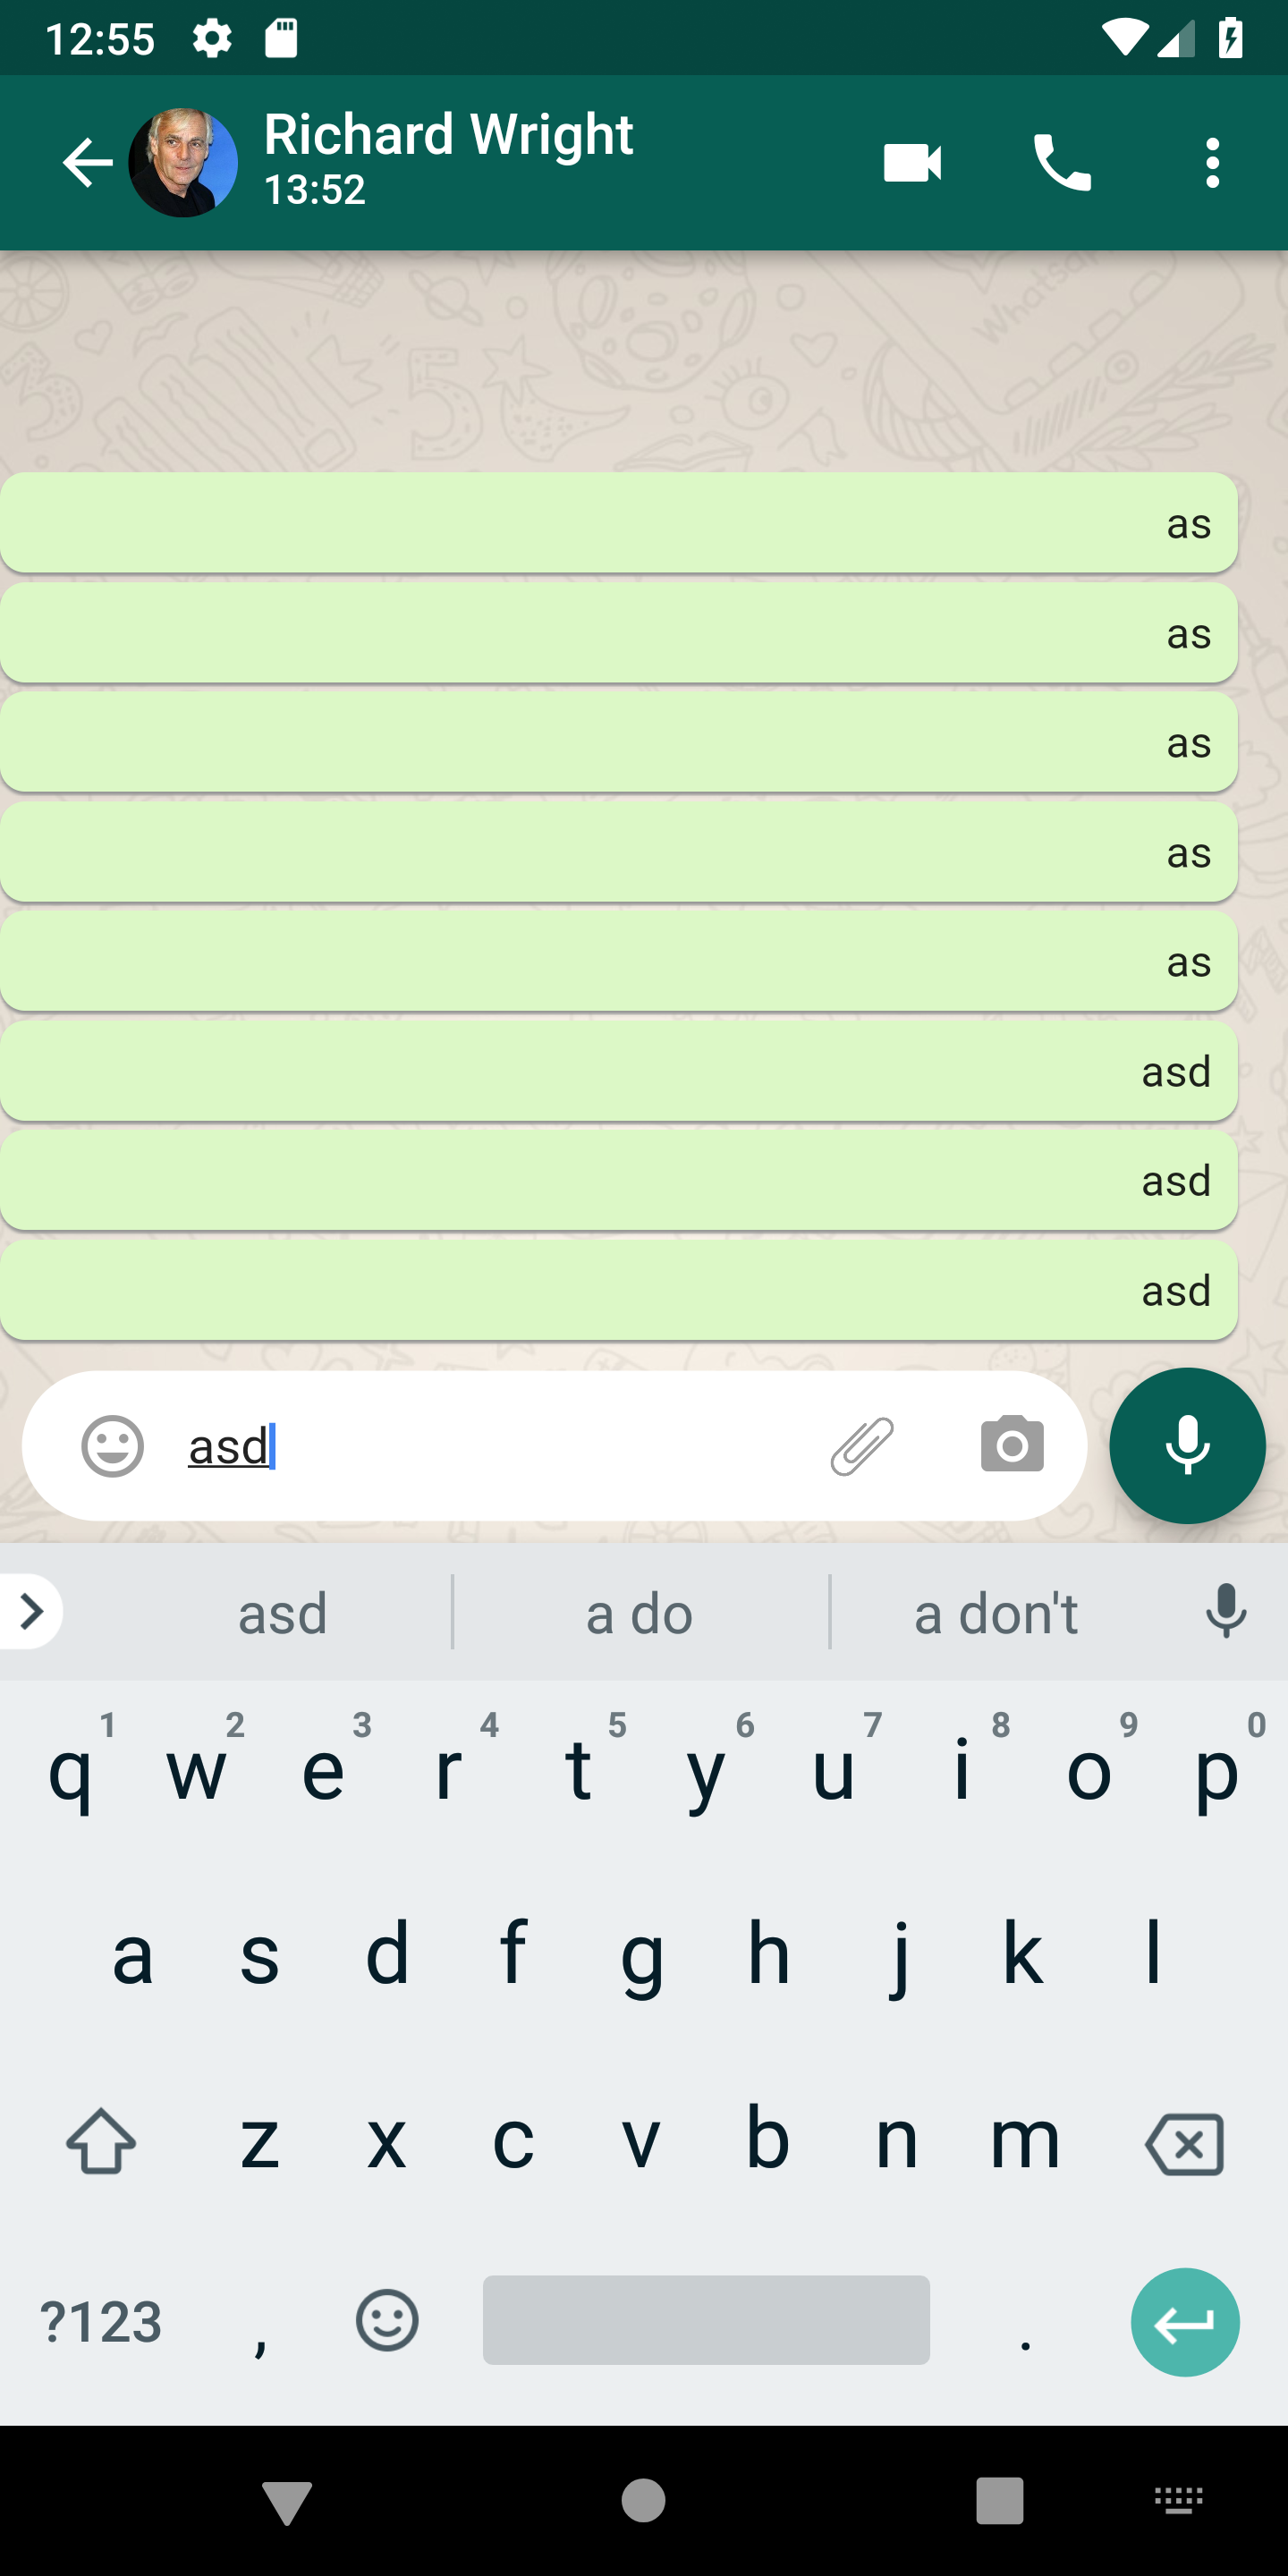 12:55
Richard Wright
13:52
Whatsap
as
as
as
as
as
asd
asd
asd
asd
asd a do a don't
1 2 3 4 5 6 7 8 9 0
q w e r t y u i o p
a s d f g h j k l
z x c v b n m
?123 , .